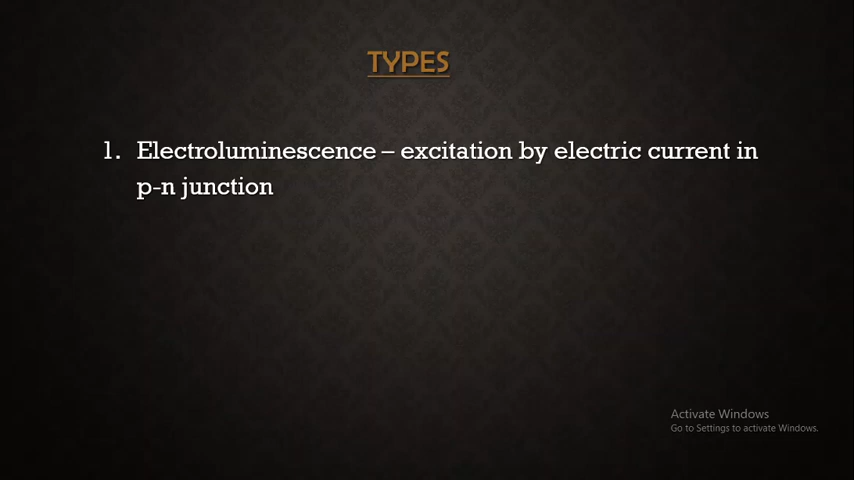 TYPES
1. Electroluminescence – excitation by electric current in
p-n junction
Activate Windows
Go to Settings to activate Windows.